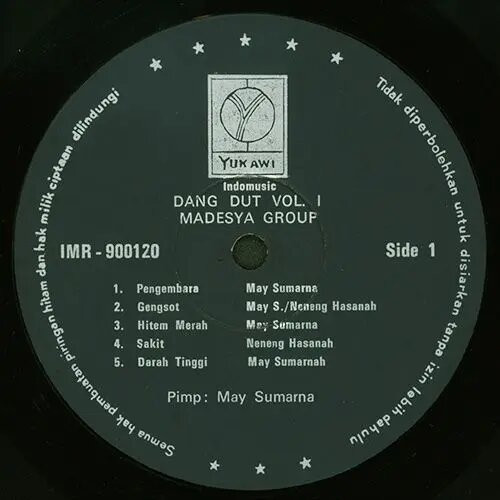 Semua hak pembuatan piringan hitam dan hak milik ciptaan dilindungi
Tidak diperbolehkan untuk disiarkan tanpa izin lebih dahulu
YUKAWI
Indomusic
DANG DUT VOL. I
MADESYA GROUP
IMR - 900120 Side 1
1. Pengembara May Sumarna
2. Gengsot May S./Neneng Hasanah
3. Hitem Merah May Sumarna
4. Sakit Neneng Hasanah
5. Darah Tinggi May Sumarnah
Pimp : May Sumarna